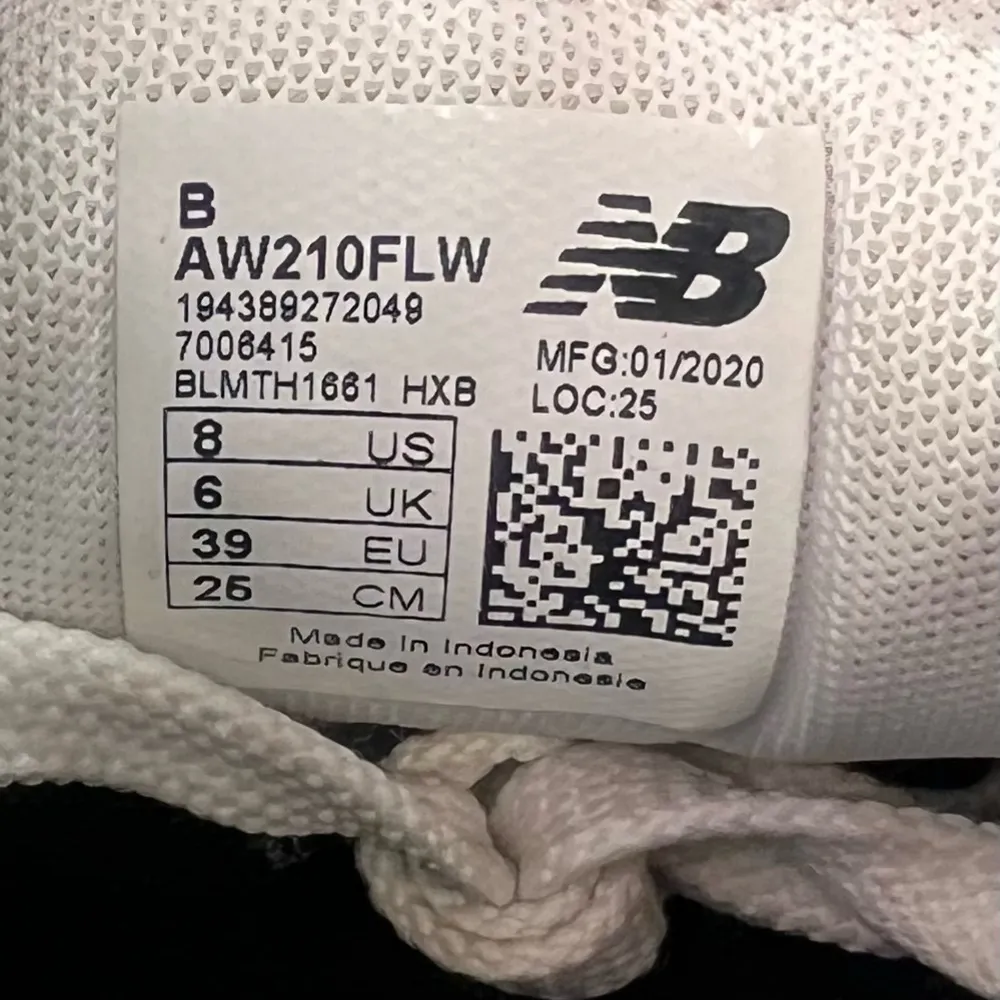 B
AW210FLW
194389272049
7006415
BLMTH1661 HXB
NB
MFG:01/2020
LOC:25
8 US
6 UK
39 EU
25 CM
Made in Indonesia
Fabrique en Indonesie